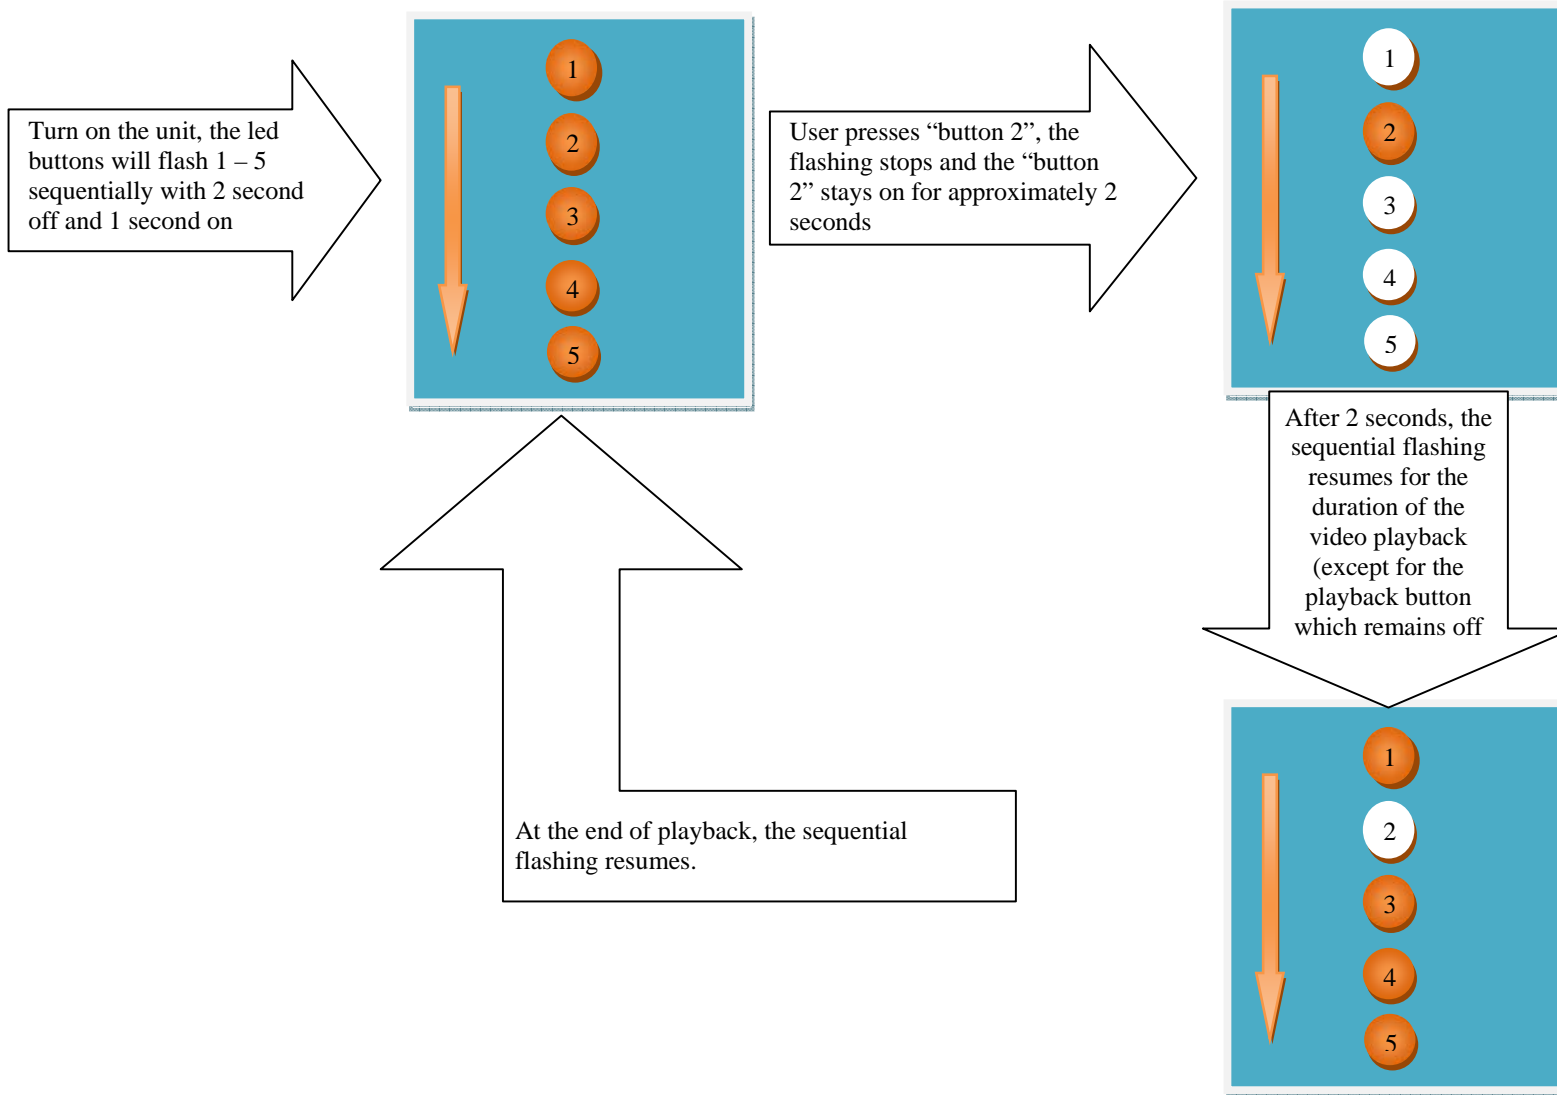 Turn on the unit, the led
buttons will flash 1 – 5
sequentially with 2 second
off and 1 second on
1
2
3
4
5
User presses “button 2”, the
flashing stops and the “button
2” stays on for approximately 2
seconds
1
2
3
4
5
After 2 seconds, the
sequential flashing
resumes for the
duration of the
video playback
(except for the
playback button
which remains off
1
2
3
4
5
At the end of playback, the sequential
flashing resumes.